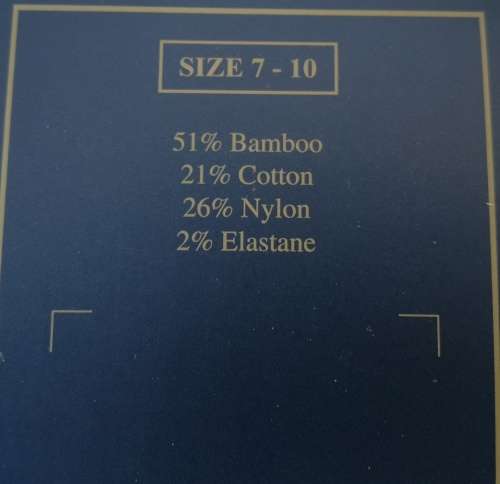 SIZE 7 - 10
51% Bamboo
21% Cotton
26% Nylon
2% Elastane